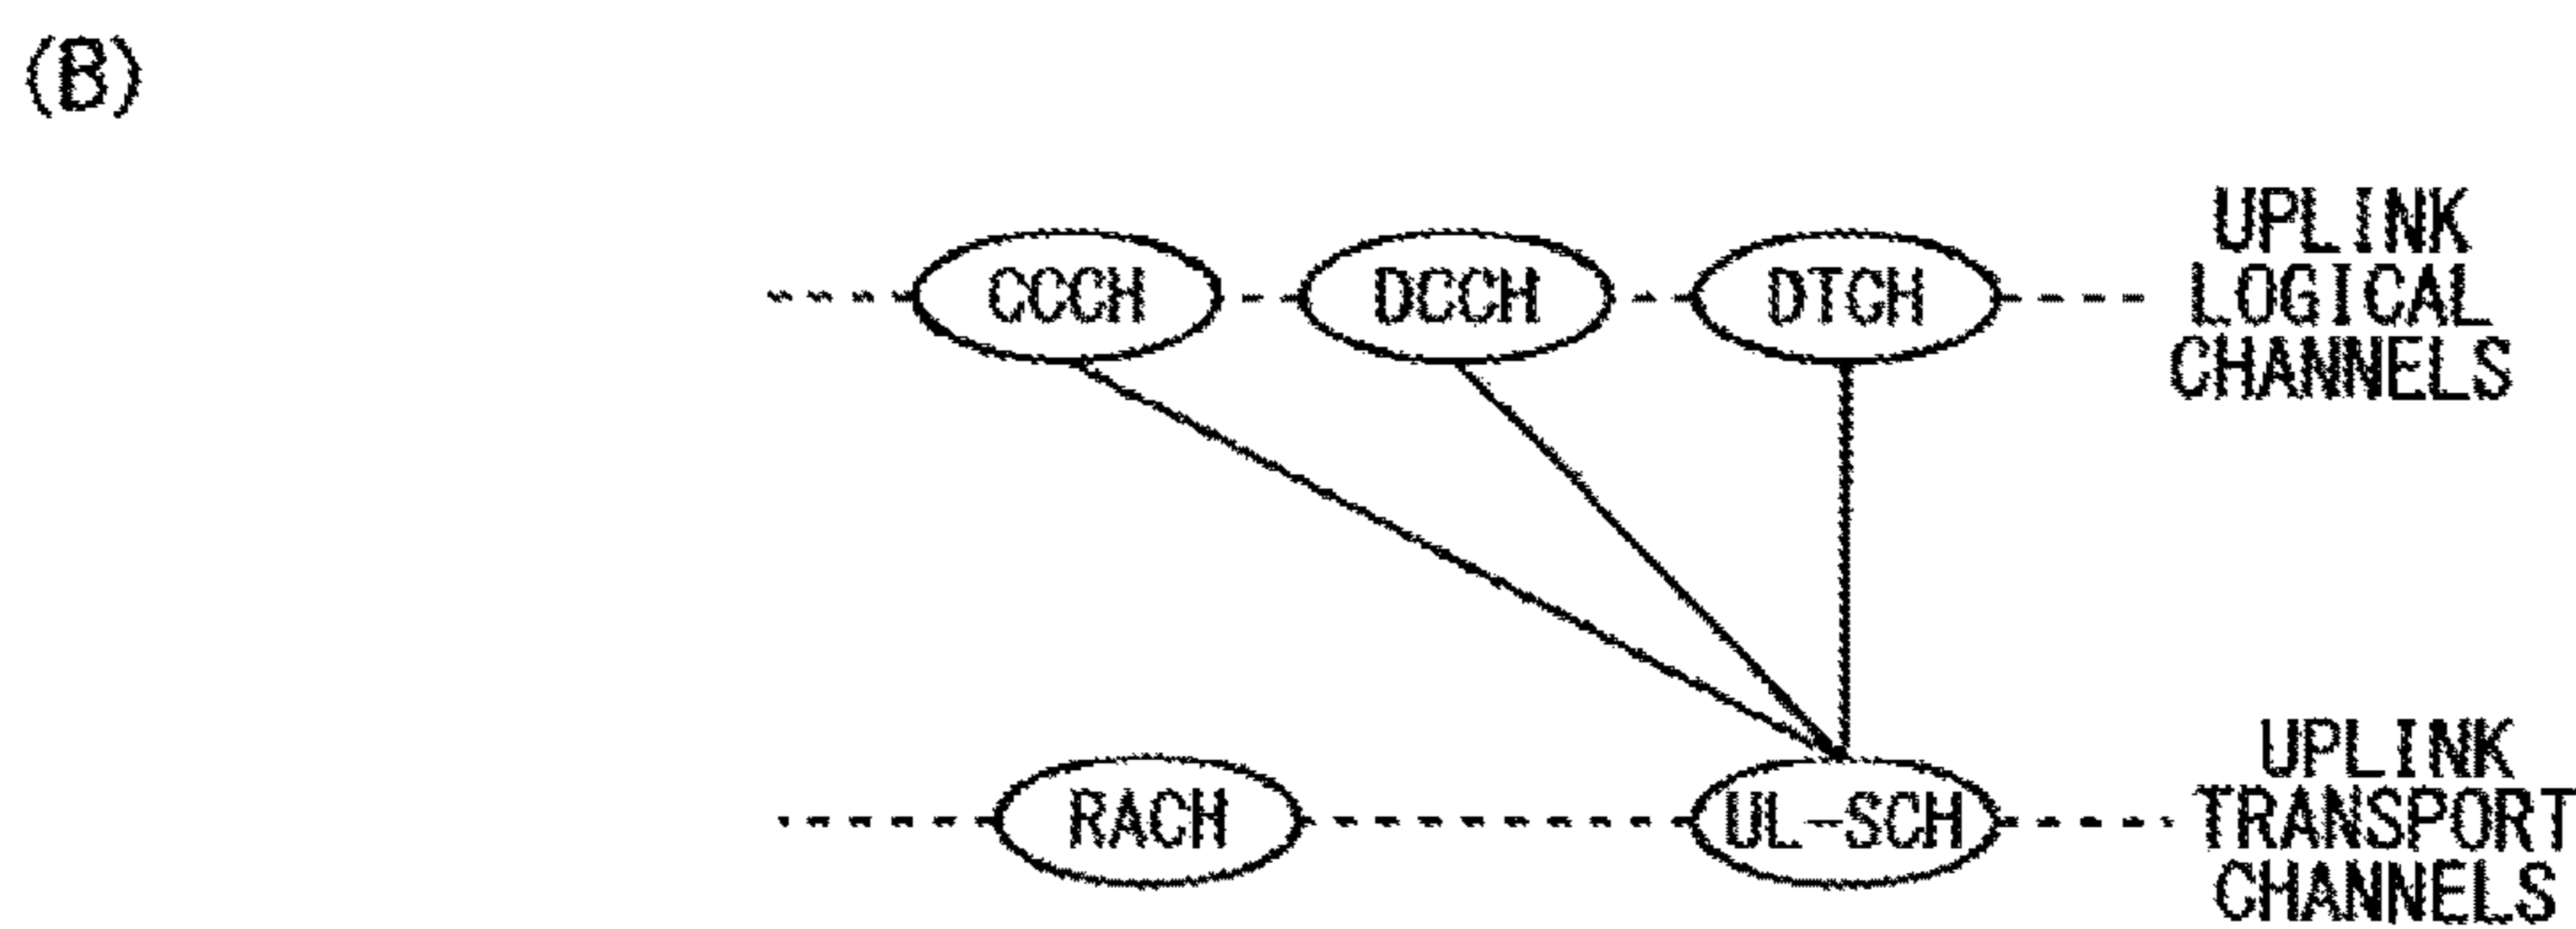 (B)
CCCH DCCH DTCH
UPLINK
LOGICAL
CHANNELS
RACH UL-SCH
UPLINK
TRANSPORT
CHANNELS